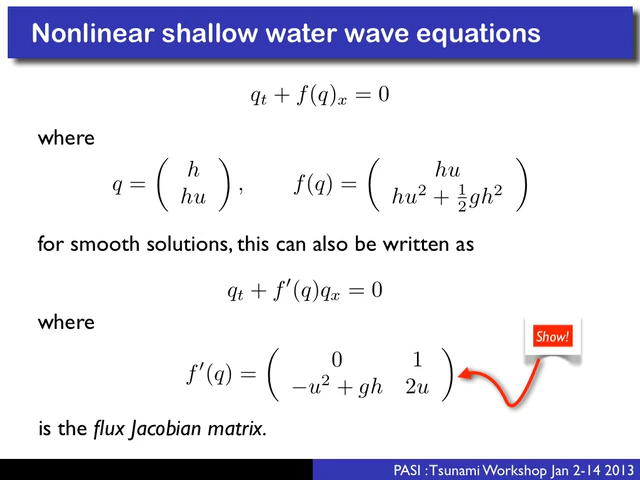 Nonlinear shallow water wave equations
q_t + f(q)_x = 0
where
q = ( h ; hu ), f(q) = ( hu ; hu² + ½gh² )
for smooth solutions, this can also be written as
q_t + f′(q)q_x = 0
where
Show!
f′(q) = ( 0 1 ; −u² + gh 2u )
is the flux Jacobian matrix.
PASI : Tsunami Workshop Jan 2-14 2013